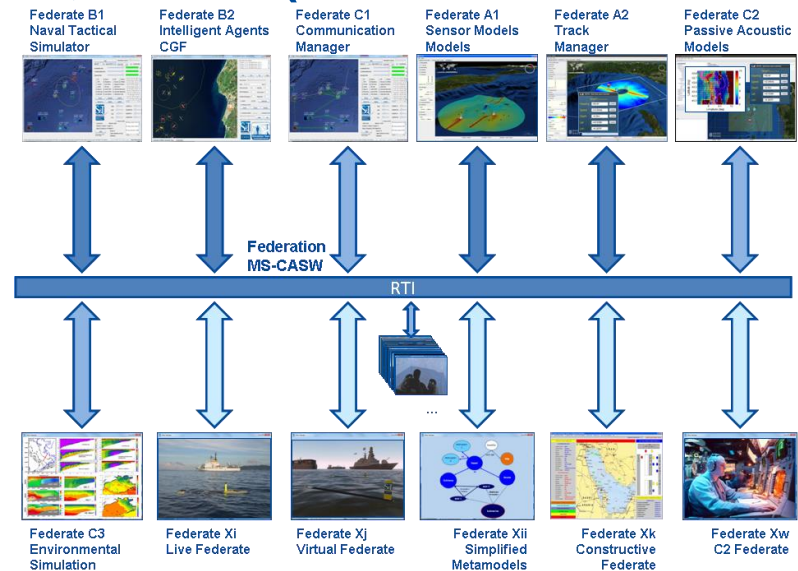 Federate B1
Naval Tactical
Simulator
Federate B2
Intelligent Agents
CGF
Federate C1
Communication
Manager
Federate A1
Sensor Models
Models
Federate A2
Track
Manager
Federate C2
Passive Acoustic
Models
Federation
MS-CASW
RTI
...
Federate C3
Environmental
Simulation
Federate Xi
Live Federate
Federate Xj
Virtual Federate
Federate Xii
Simplified
Metamodels
Federate Xk
Constructive
Federate
Federate Xw
C2 Federate